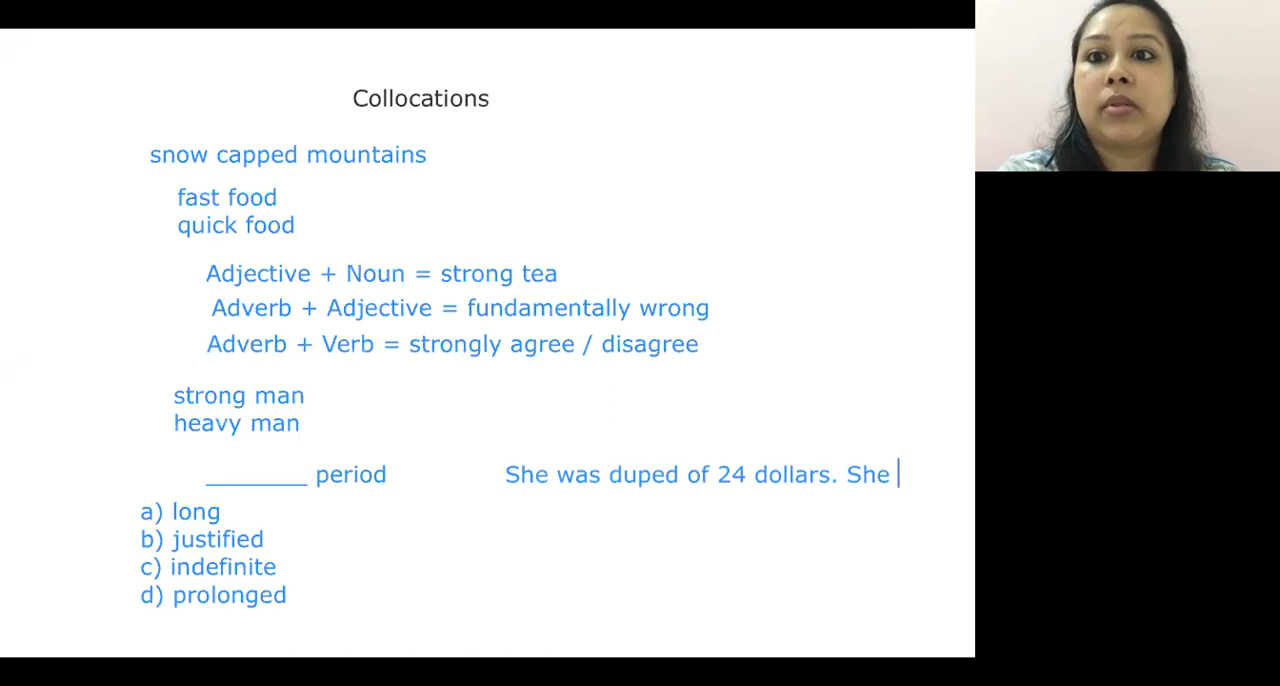 Collocations
snow capped mountains
fast food
quick food
Adjective + Noun = strong tea
Adverb + Adjective = fundamentally wrong
Adverb + Verb = strongly agree / disagree
strong man
heavy man
________ period
She was duped of 24 dollars. She
a) long
b) justified
c) indefinite
d) prolonged